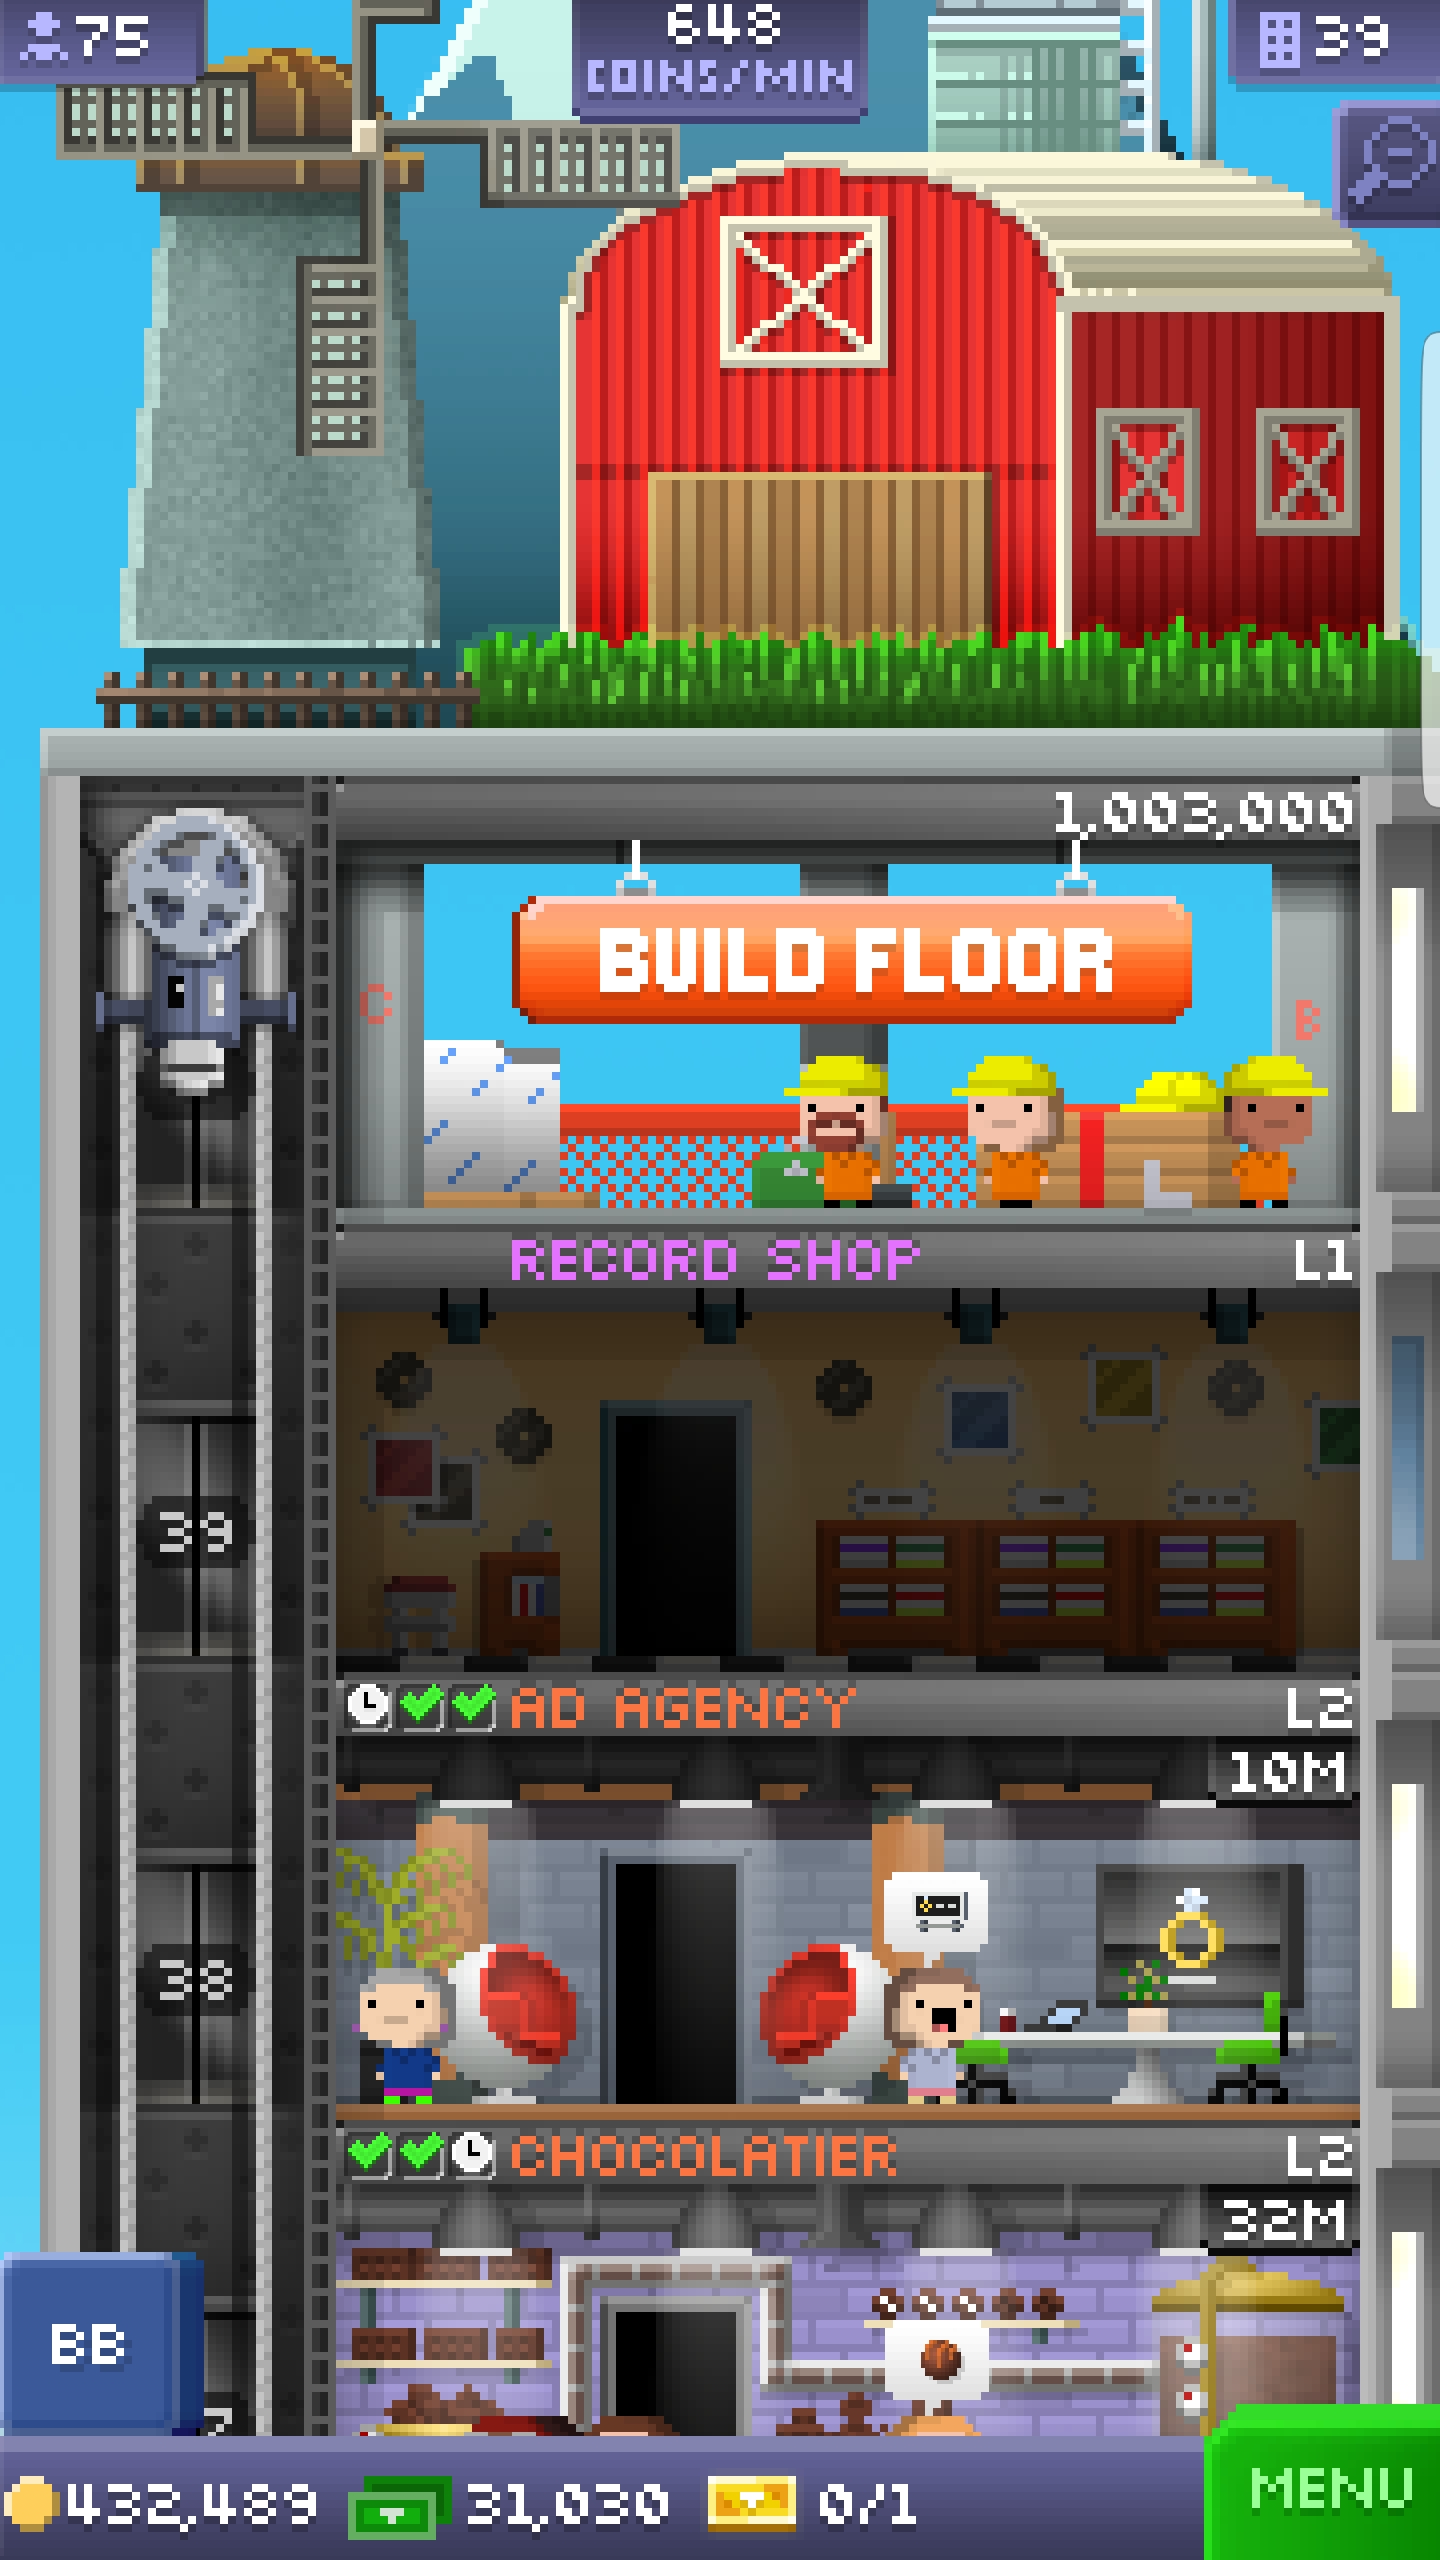 75
648
COINS/MIN
39
1,003,000
BUILD FLOOR
C
B
RECORD SHOP L1
39
AD AGENCY L2
10M
38
CHOCOLATIER L2
32M
BB
432,489 31,030 0/1
MENU